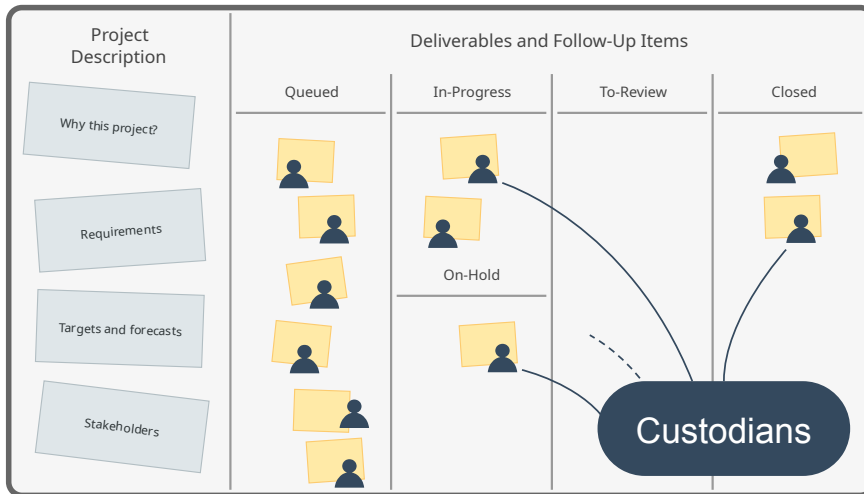 Project
Description
Why this project?
Requirements
Targets and forecasts
Stakeholders
Deliverables and Follow-Up Items
Queued
In-Progress
On-Hold
To-Review
Closed
Custodians